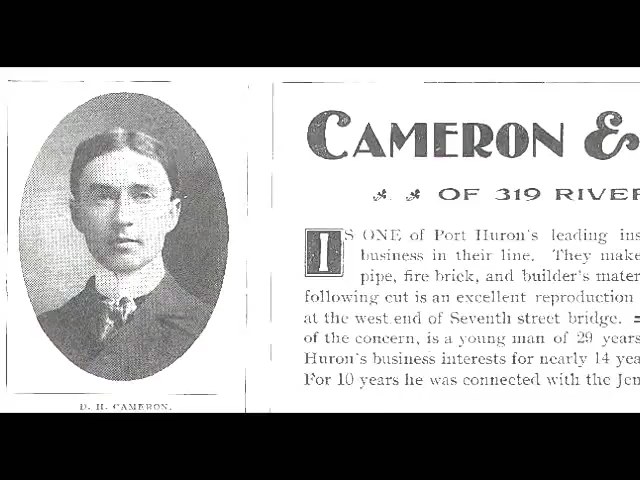 CAMERON &
OF 319 RIVER
IS ONE of Port Huron's leading ins
business in their line. They make
pipe, fire brick, and builder's mater
following cut is an excellent reproduction
at the west end of Seventh street bridge.
of the concern, is a young man of 29 years
Huron's business interests for nearly 14 yea
For 10 years he was connected with the Jen
D. H. CAMERON.